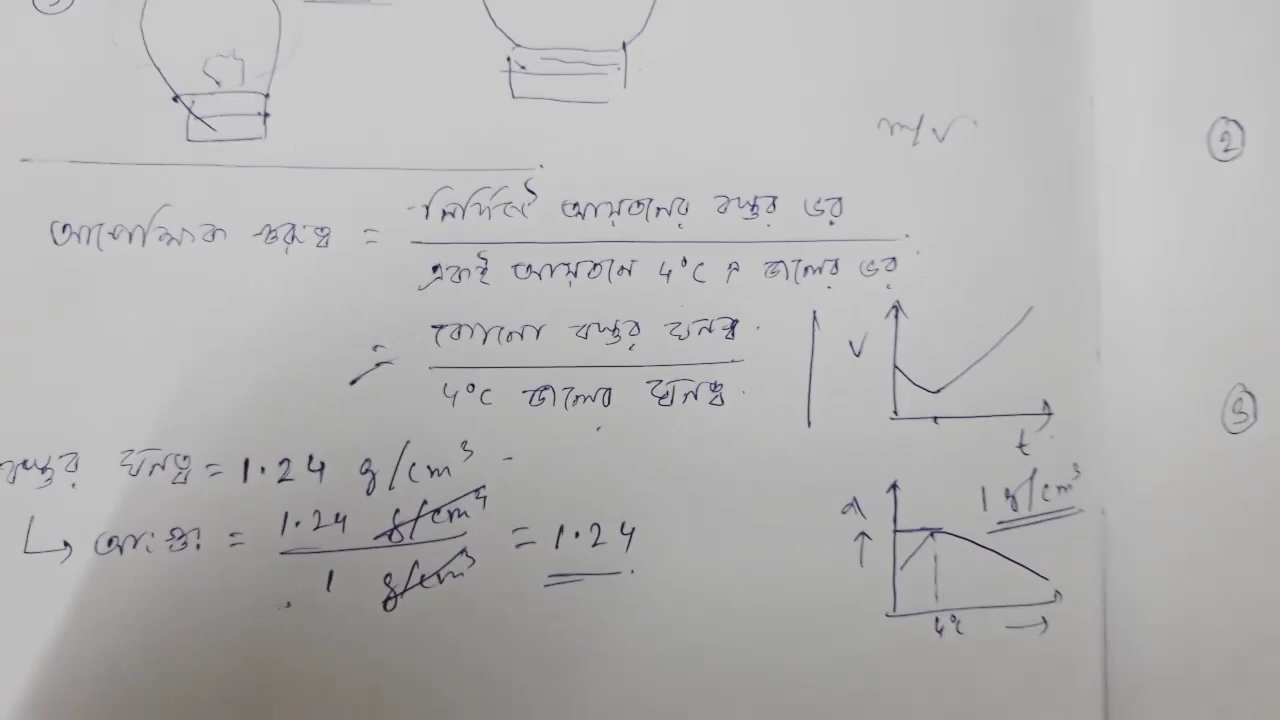 m/v
②
আপেক্ষিক গুরুত্ব = নির্দিষ্ট আয়তনের বস্তুর ভর
একই আয়তনে 4°C এ জলের ভর
= কোনো বস্তুর ঘনত্ব
4°C জলের ঘনত্ব
V
t
বস্তুর ঘনত্ব = 1.24 g/cm³
↳ আঃ গুঃ = 1.24 g/cm³ = 1.24
1 g/cm³
1 g/cm³
d ↑
4°C →